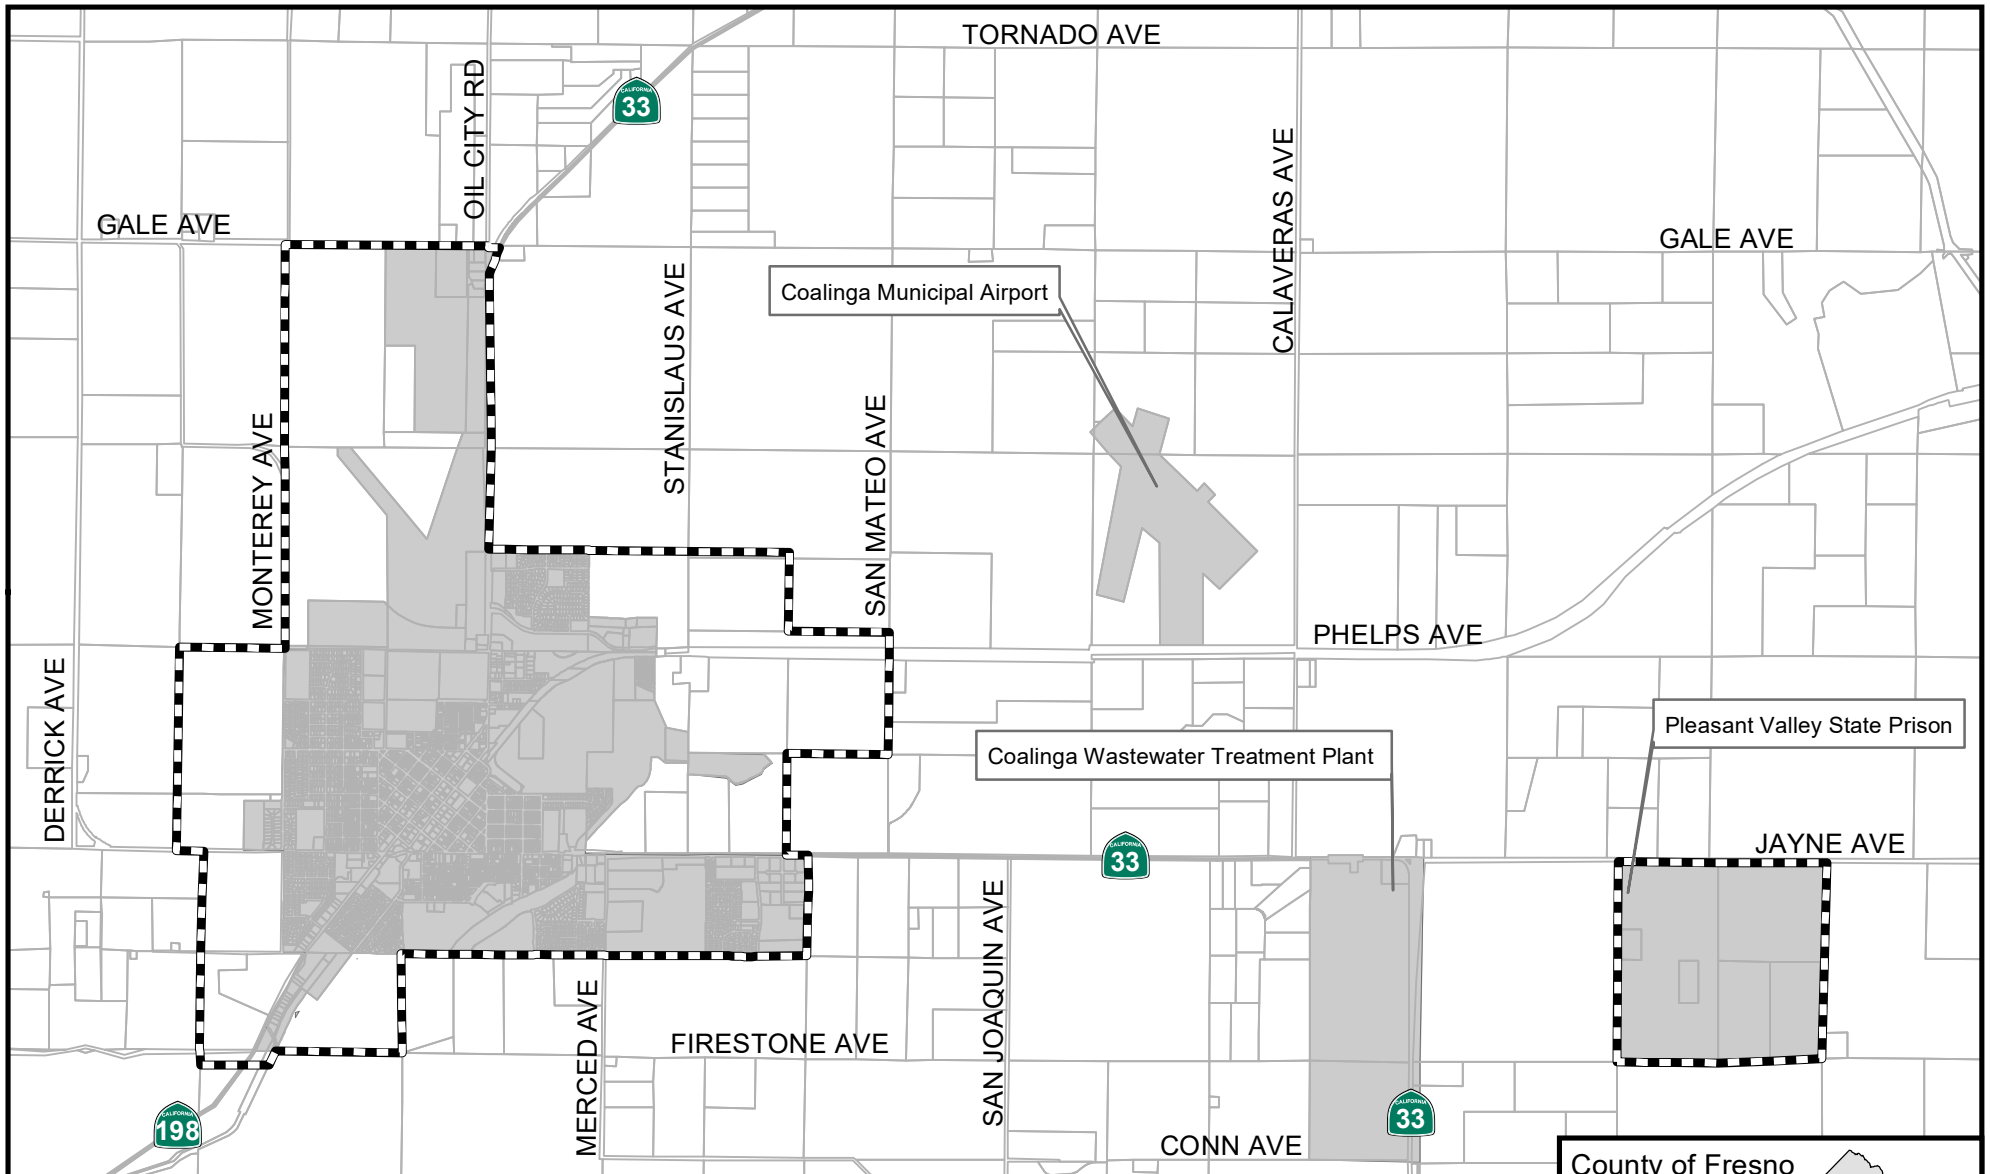 TORNADO AVE
OIL CITY RD
CALIFORNIA
33
GALE AVE
CALAVERAS AVE
GALE AVE
Coalinga Municipal Airport
STANISLAUS AVE
SAN MATEO AVE
MONTEREY AVE
PHELPS AVE
DERRICK AVE
Pleasant Valley State Prison
Coalinga Wastewater Treatment Plant
CALIFORNIA
33
JAYNE AVE
SAN JOAQUIN AVE
MERCED AVE
FIRESTONE AVE
CALIFORNIA
198
CALIFORNIA
33
CONN AVE
County of Fresno